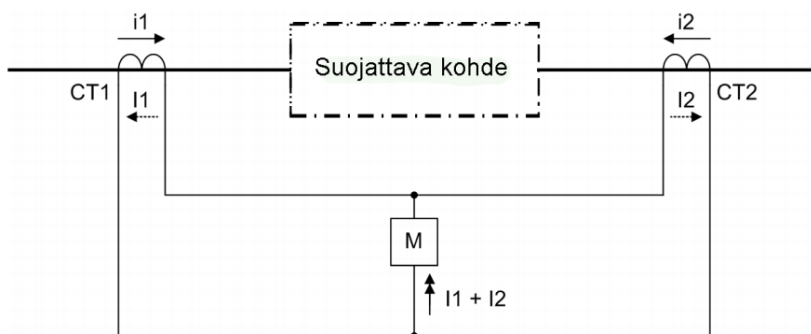 i1
i2
Suojattava kohde
CT1
I1
I2
CT2
M
I1 + I2